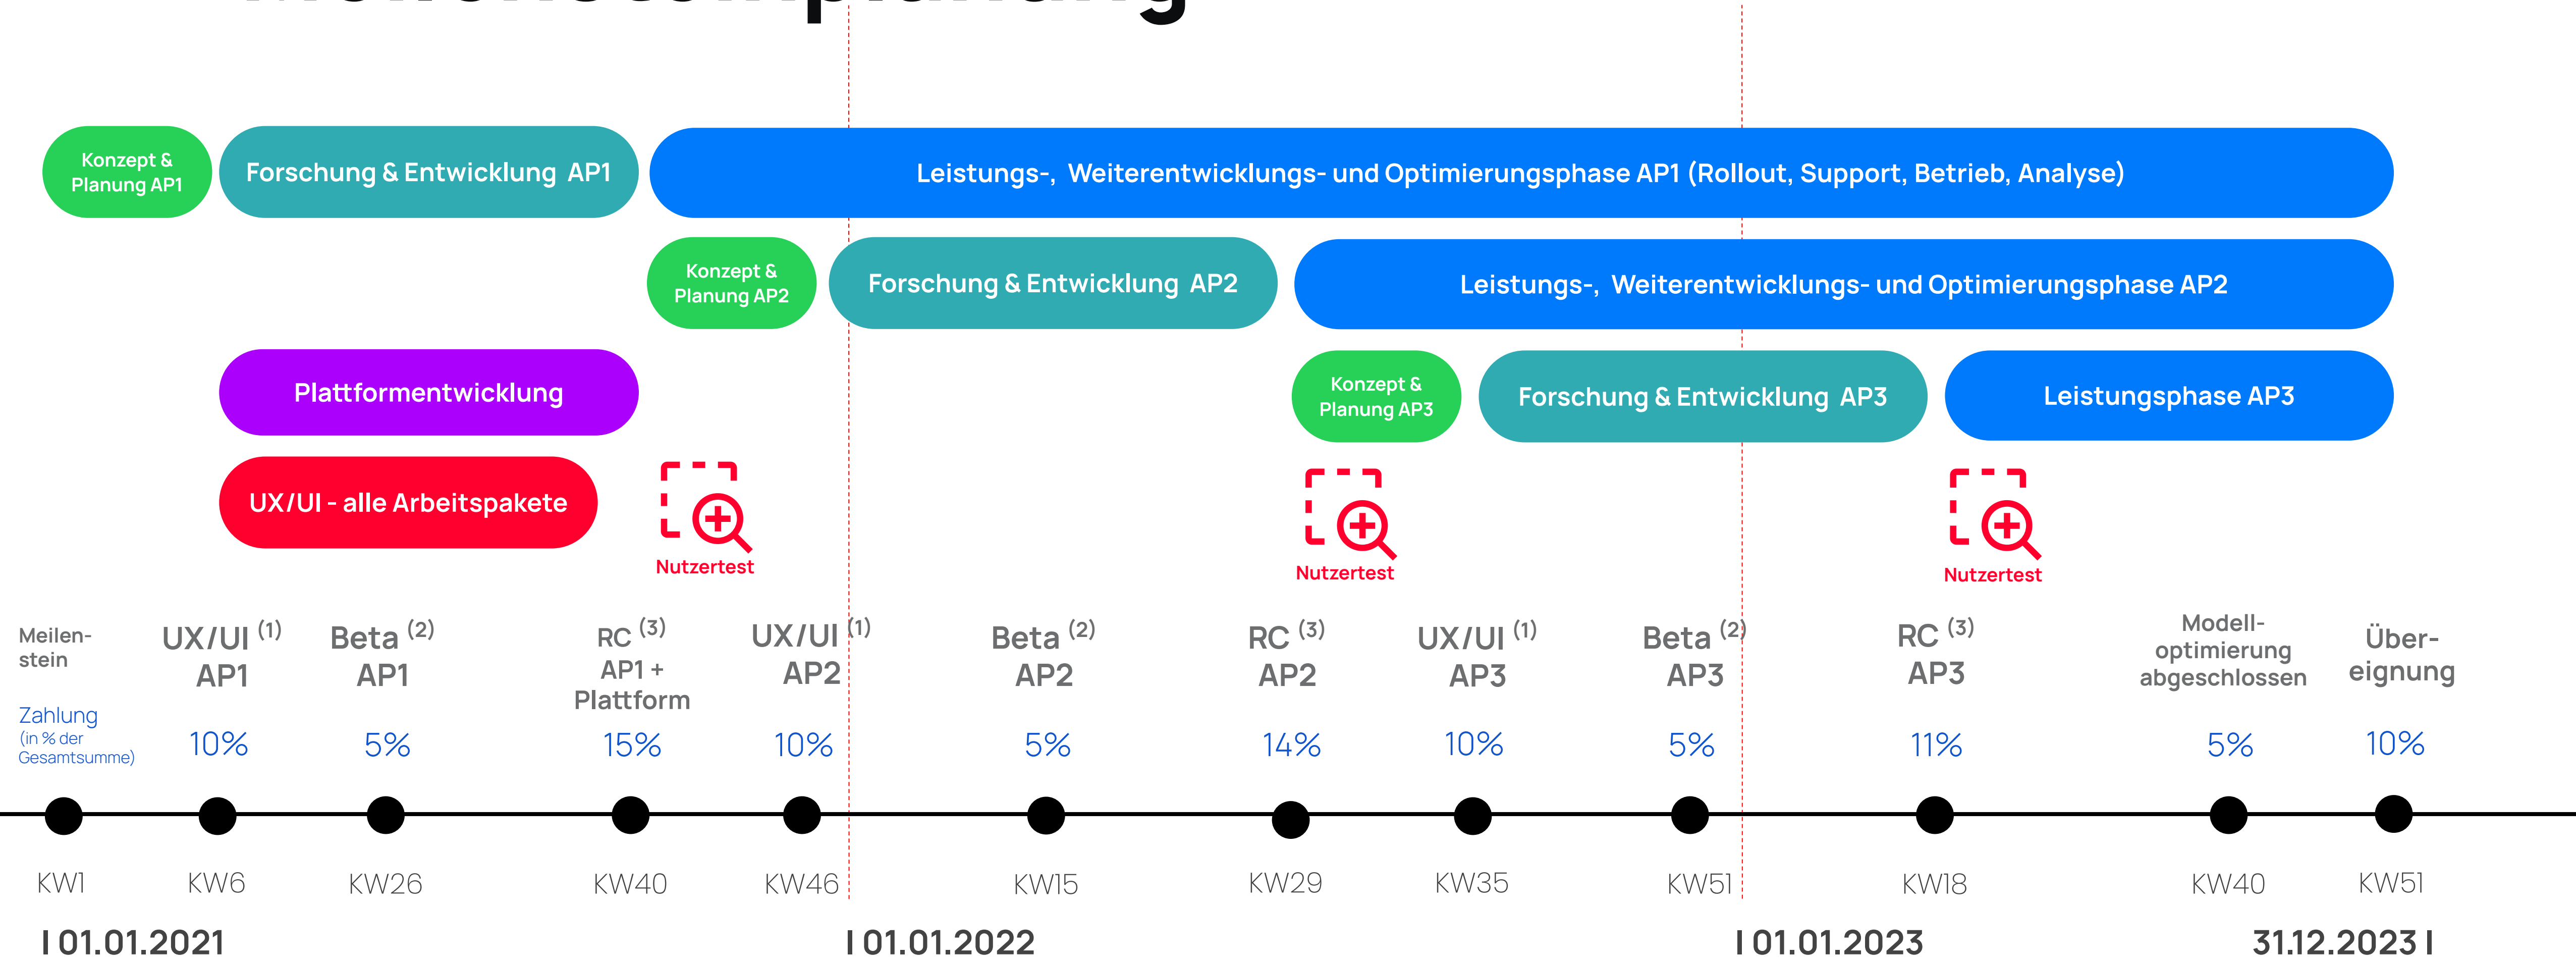 Meilensteinplanung
Konzept &
Planung AP1
Forschung & Entwicklung AP1
Leistungs-, Weiterentwicklungs- und Optimierungsphase AP1 (Rollout, Support, Betrieb, Analyse)
Konzept &
Planung AP2
Forschung & Entwicklung AP2
Leistungs-, Weiterentwicklungs- und Optimierungsphase AP2
Plattformentwicklung
Konzept &
Planung AP3
Forschung & Entwicklung AP3
Leistungsphase AP3
UX/UI - alle Arbeitspakete
Nutzertest
Nutzertest
Nutzertest
Meilen-
stein
UX/UI (1)
AP1
Beta (2)
AP1
RC (3)
AP1 +
Plattform
UX/UI (1)
AP2
Beta (2)
AP2
RC (3)
AP2
UX/UI (1)
AP3
Beta (2)
AP3
RC (3)
AP3
Modell-
optimierung
abgeschlossen
Über-
eignung
Zahlung
(in % der
Gesamtsumme)
10%
5%
15%
10%
5%
14%
10%
5%
11%
5%
10%
KW1
KW6
KW26
KW40
KW46
KW15
KW29
KW35
KW51
KW18
KW40
KW51
| 01.01.2021
| 01.01.2022
| 01.01.2023
31.12.2023 |